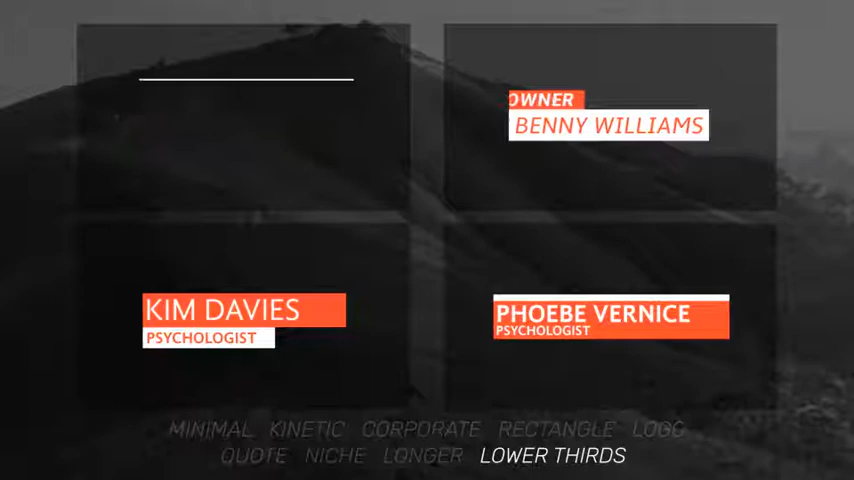 OWNER
BENNY WILLIAMS
KIM DAVIES
PSYCHOLOGIST
PHOEBE VERNICE
PSYCHOLOGIST
MINIMAL KINETIC CORPORATE RECTANGLE LOGO
QUOTE NICHE LONGER LOWER THIRDS